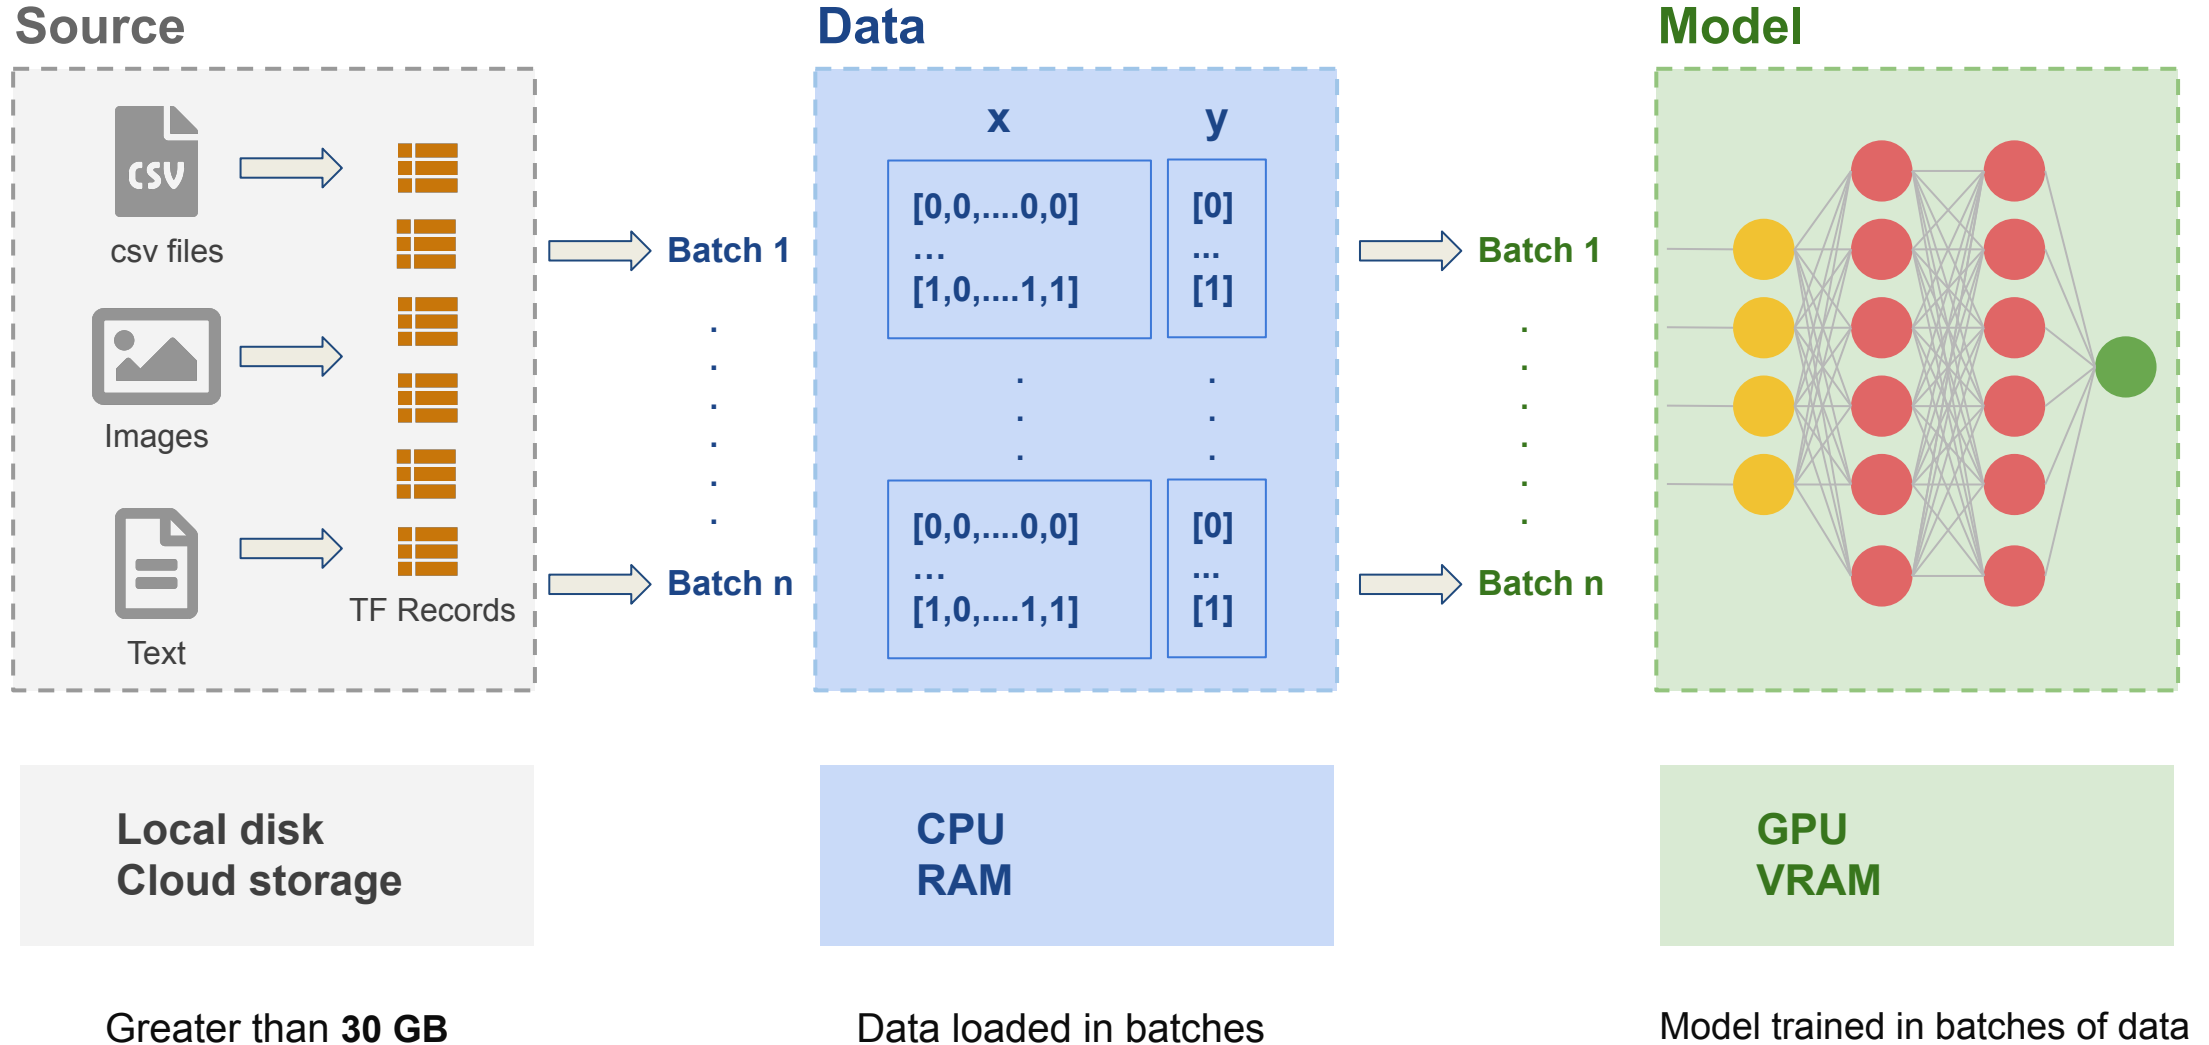 Source
CSV
csv files
Images
Text
TF Records
Batch 1
.
.
.
.
.
.
Batch n
Data
x
y
[0,0,....0,0]
...
[1,0,....1,1]
[0]
...
[1]
.
.
.
.
.
.
[0,0,....0,0]
...
[1,0,....1,1]
[0]
...
[1]
Batch 1
.
.
.
.
.
.
Batch n
Model
Local disk
Cloud storage
CPU
RAM
GPU
VRAM
Greater than 30 GB
Data loaded in batches
Model trained in batches of data